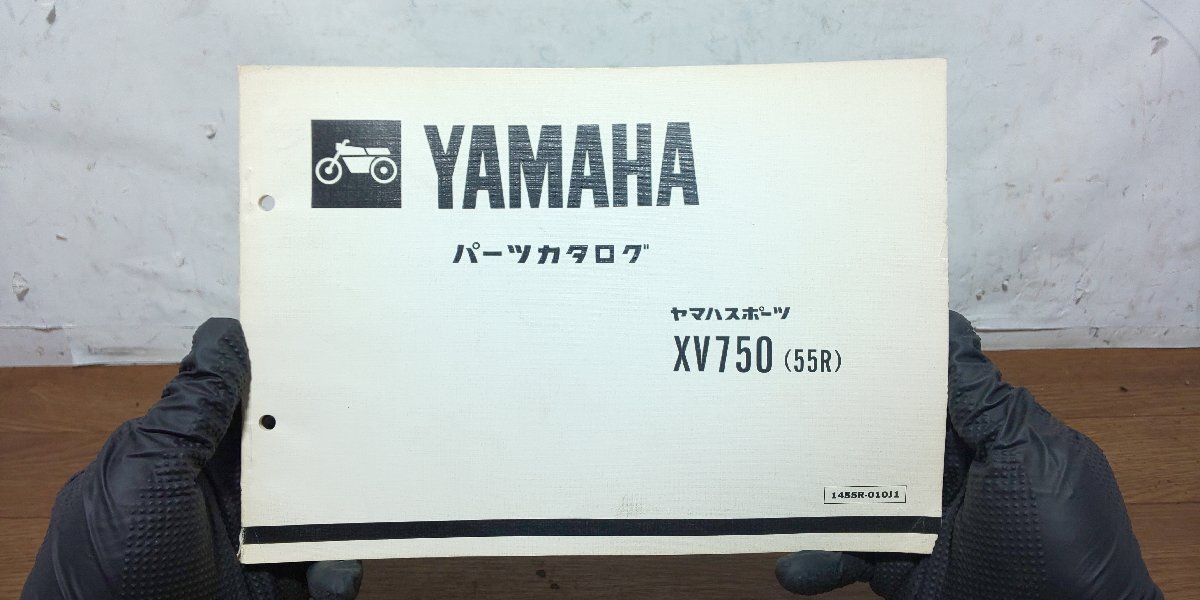 YAMAHA
パーツカタログ
ヤマハスポーツ
XV750 (55R)
1455R-010J1